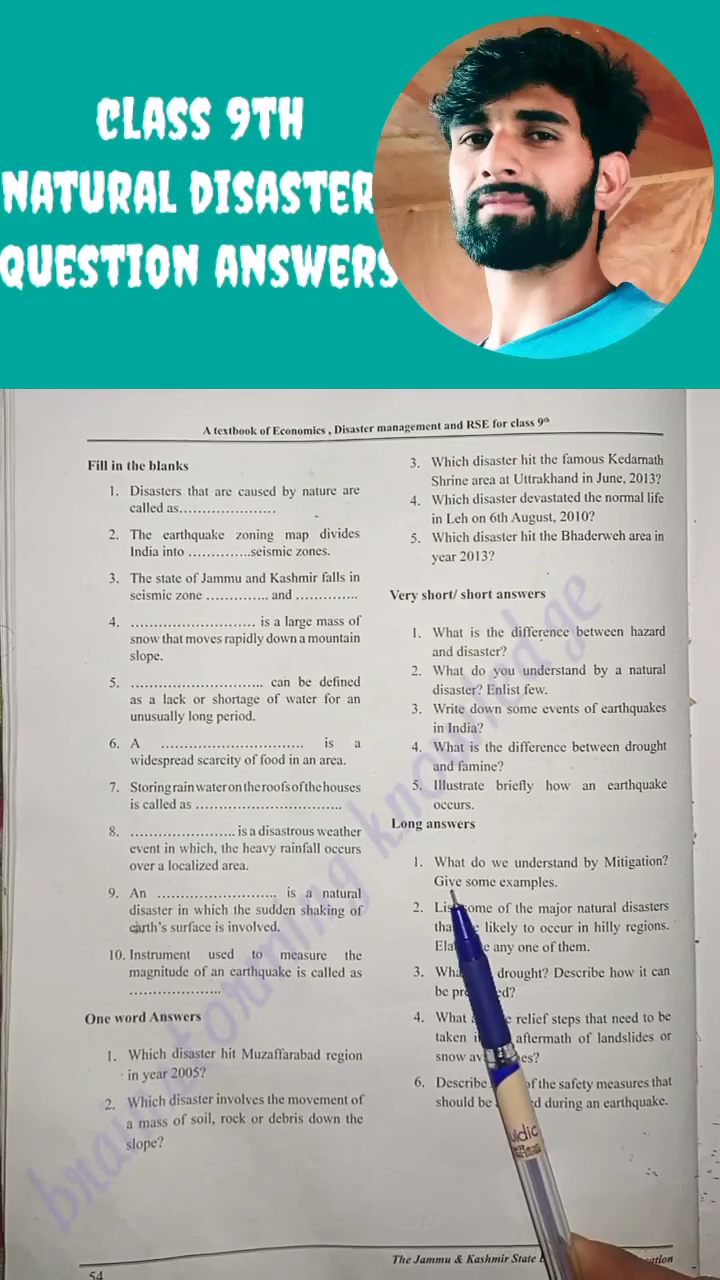 CLASS 9TH
NATURAL DISASTER
QUESTION ANSWERS
A textbook of Economics , Disaster management and RSE for class 9th
Fill in the blanks
1. Disasters that are caused by nature are
called as.....................
2. The earthquake zoning map divides
India into .............seismic zones.
3. The state of Jammu and Kashmir falls in
seismic zone ............. and .............
4. .......................... is a large mass of
snow that moves rapidly down a mountain
slope.
5. ........................... can be defined
as a lack or shortage of water for an
unusually long period.
6. A ............................. is a
widespread scarcity of food in an area.
7. Storing rain water on the roofs of the houses
is called as ..............................
8. ...................... is a disastrous weather
event in which, the heavy rainfall occurs
over a localized area.
9. An ......................... is a natural
disaster in which the sudden shaking of
earth's surface is involved.
10. Instrument used to measure the
magnitude of an earthquake is called as
...................
One word Answers
1. Which disaster hit Muzaffarabad region
in year 2005?
2. Which disaster involves the movement of
a mass of soil, rock or debris down the
slope?
3. Which disaster hit the famous Kedarnath
Shrine area at Uttrakhand in June, 2013?
4. Which disaster devastated the normal life
in Leh on 6th August, 2010?
5. Which disaster hit the Bhaderweh area in
year 2013?
Very short/ short answers
1. What is the difference between hazard
and disaster?
2. What do you understand by a natural
disaster? Enlist few.
3. Write down some events of earthquakes
in India?
4. What is the difference between drought
and famine?
5. Illustrate briefly how an earthquake
occurs.
Long answers
1. What do we understand by Mitigation?
Give some examples.
2. some of the major natural disasters
likely to occur in hilly regions.
any one of them.
3. drought? Describe how it can
be
4. What relief steps that need to be
taken aftermath of landslides or
snow
6. Describe of the safety measures that
should be during an earthquake.
The Jammu & Kashmir State
54
brainstorming knowledge